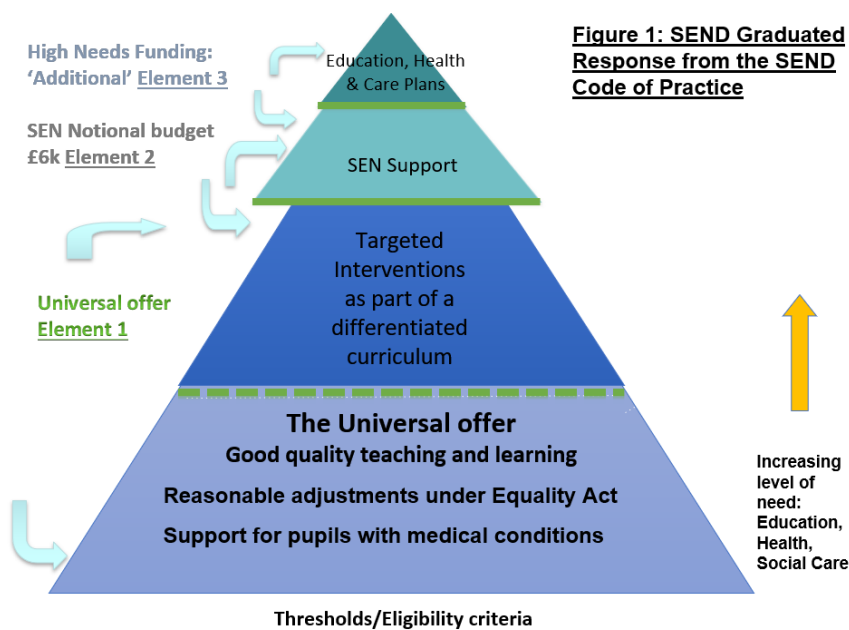 Figure 1: SEND Graduated
Response from the SEND
Code of Practice
High Needs Funding:
‘Additional’ Element 3
SEN Notional budget
£6k Element 2
Universal offer
Element 1
Education, Health
& Care Plans
SEN Support
Targeted
Interventions
as part of a
differentiated
curriculum
The Universal offer
Good quality teaching and learning
Reasonable adjustments under Equality Act
Support for pupils with medical conditions
Increasing
level of
need:
Education,
Health,
Social Care
Thresholds/Eligibility criteria